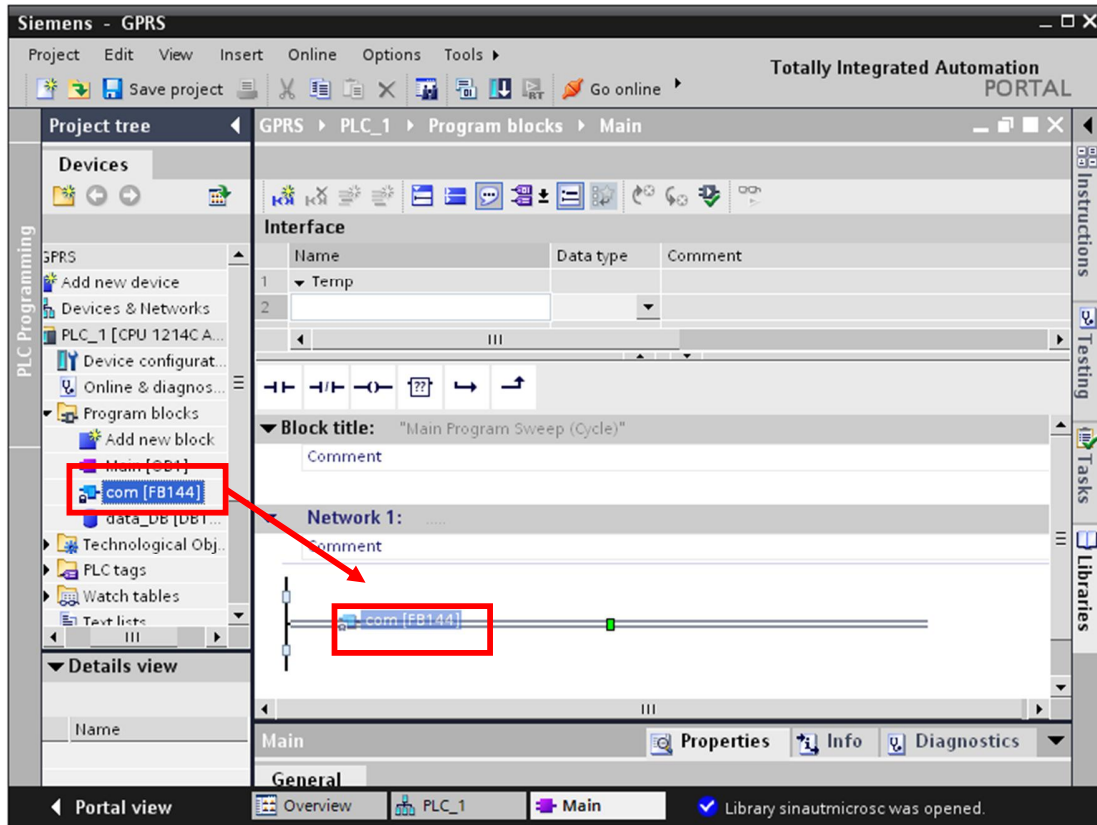 Siemens - GPRS
Project Edit View Insert Online Options Tools
Totally Integrated Automation
PORTAL
Save project
RT
Go online
Project tree
GPRS PLC_1 Program blocks Main
Devices
PLC Programming
Interface
Name Data type Comment
1 Temp
2
GPRS
Add new device
Devices & Networks
PLC_1 [CPU 1214C A...
Device configurat...
Online & diagnos...
Program blocks
Add new block
Main [OB1]
com [FB144]
data_DB [DB1...
Technological Obj..
PLC tags
Watch tables
Text lists
??
Block title: "Main Program Sweep (Cycle)"
Comment
Network 1: .....
Comment
com [FB144]
Instructions
Testing
Tasks
Libraries
Details view
Name
Main
Properties Info Diagnostics
General
Portal view
Overview PLC_1 Main
Library sinautmicrosc was opened.